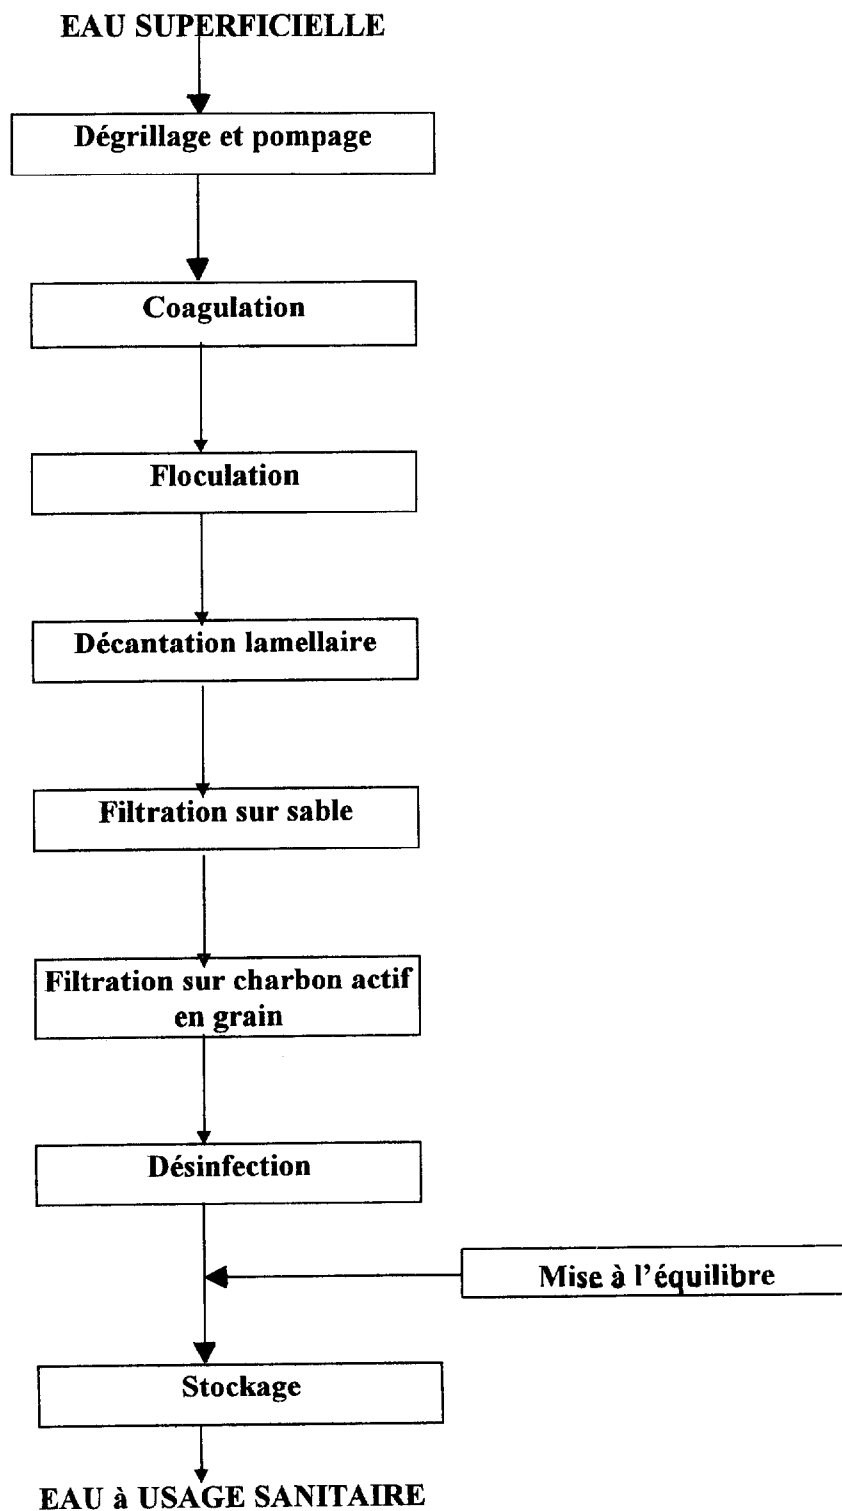 EAU SUPERFICIELLE
Dégrillage et pompage
Coagulation
Floculation
Décantation lamellaire
Filtration sur sable
Filtration sur charbon actif
en grain
Désinfection
Mise à l'équilibre
Stockage
EAU à USAGE SANITAIRE